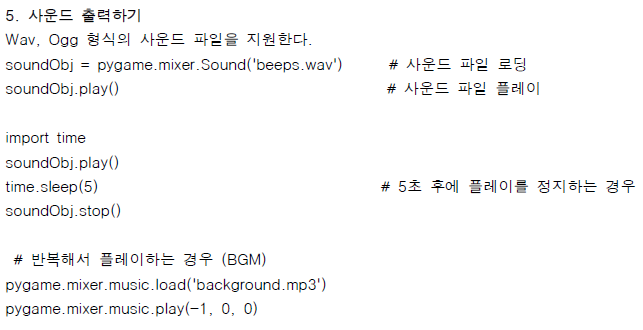 5. 사운드 출력하기
Wav, Ogg 형식의 사운드 파일을 지원한다.
soundObj = pygame.mixer.Sound('beeps.wav') # 사운드 파일 로딩
soundObj.play() # 사운드 파일 플레이
import time
soundObj.play()
time.sleep(5) # 5초 후에 플레이를 정지하는 경우
soundObj.stop()
# 반복해서 플레이하는 경우 (BGM)
pygame.mixer.music.load('background.mp3')
pygame.mixer.music.play(-1, 0, 0)